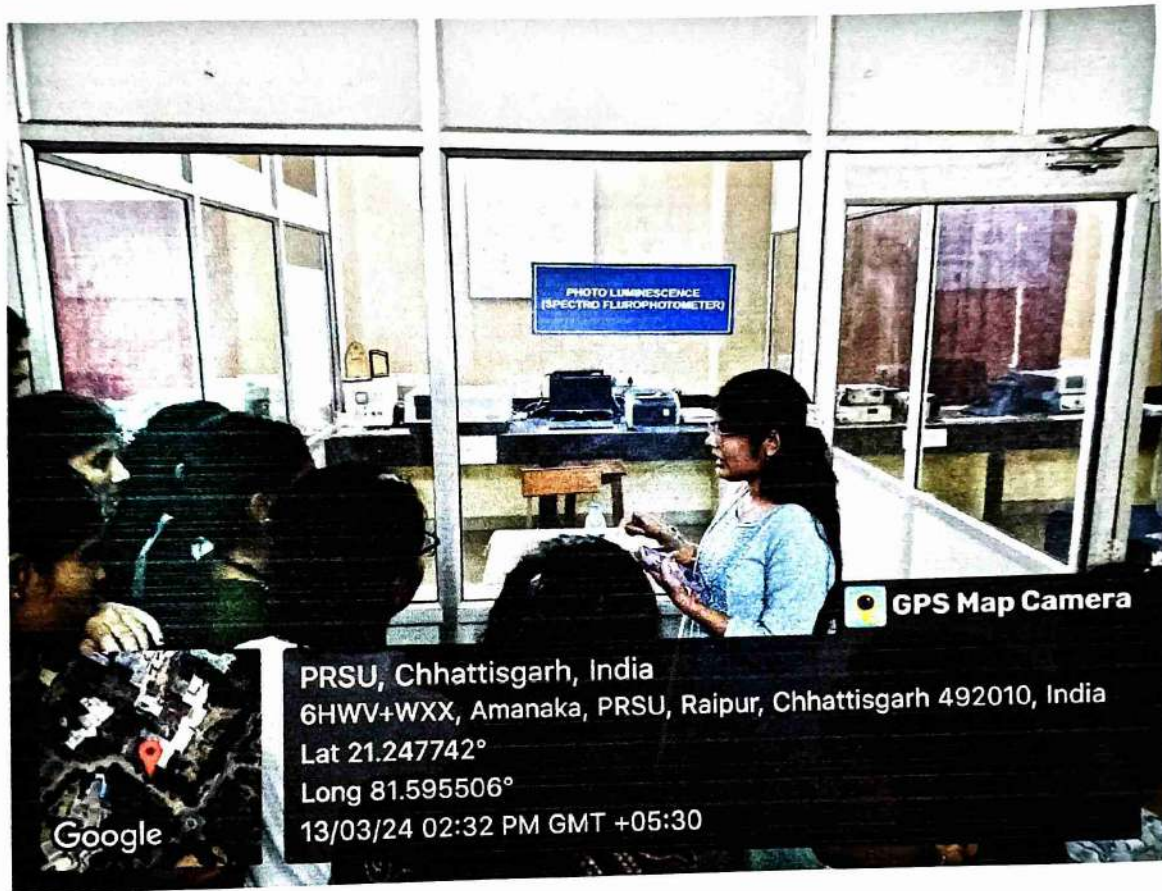 PHOTO LUMINESCENCE
(SPECTRO FLUROPHOTOMETER)
GPS Map Camera
PRSU, Chhattisgarh, India
6HWV+WXX, Amanaka, PRSU, Raipur, Chhattisgarh 492010, India
Lat 21.247742°
Long 81.595506°
13/03/24 02:32 PM GMT +05:30
Google